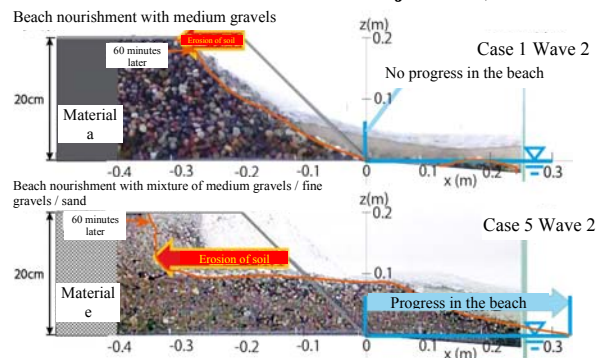 Beach nourishment with medium gravels
z(m)
Erosion of soil
0.2
Case 1 Wave 2
60 minutes
later
No progress in the beach
20cm
Material
a
0.1
-0.4 -0.3 -0.2 -0.1 0 0.1 0.2 0.3
x (m)
Beach nourishment with mixture of medium gravels / fine
gravels / sand
z(m)
0.2
60 minutes
later
Case 5 Wave 2
Erosion of soil
20cm
0.1
Material
e
Progress in the beach
-0.4 -0.3 -0.2 -0.1 0 0.1 0.2 0.3
x (m)